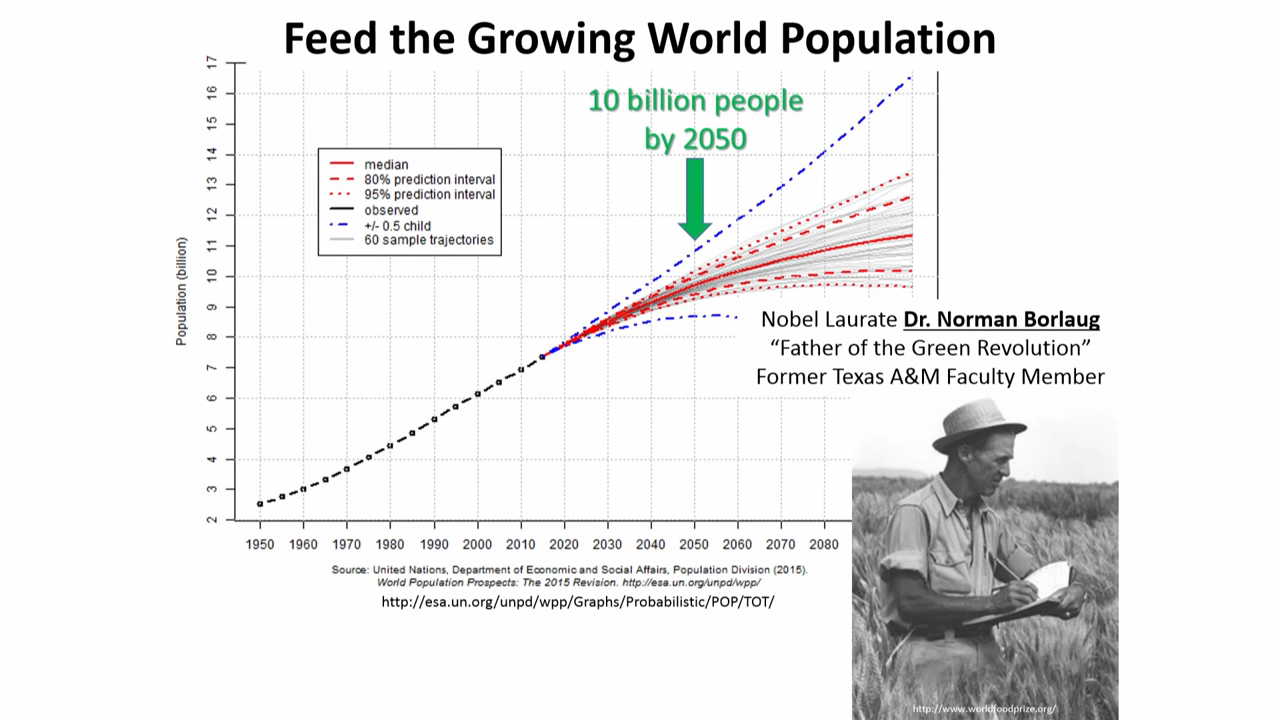 Feed the Growing World Population
10 billion people
by 2050
17
16
15
14
13
12
11
10
9
8
7
6
5
4
3
2
Population (billion)
median
80% prediction interval
95% prediction interval
observed
+/- 0.5 child
60 sample trajectories
1950 1960 1970 1980 1990 2000 2010 2020 2030 2040 2050 2060 2070 2080
Nobel Laurate Dr. Norman Borlaug
“Father of the Green Revolution”
Former Texas A&M Faculty Member
Source: United Nations, Department of Economic and Social Affairs, Population Division (2015).
World Population Prospects: The 2015 Revision. http://esa.un.org/unpd/wpp/
http://esa.un.org/unpd/wpp/Graphs/Probabilistic/POP/TOT/
http://www.worldfoodprize.org/